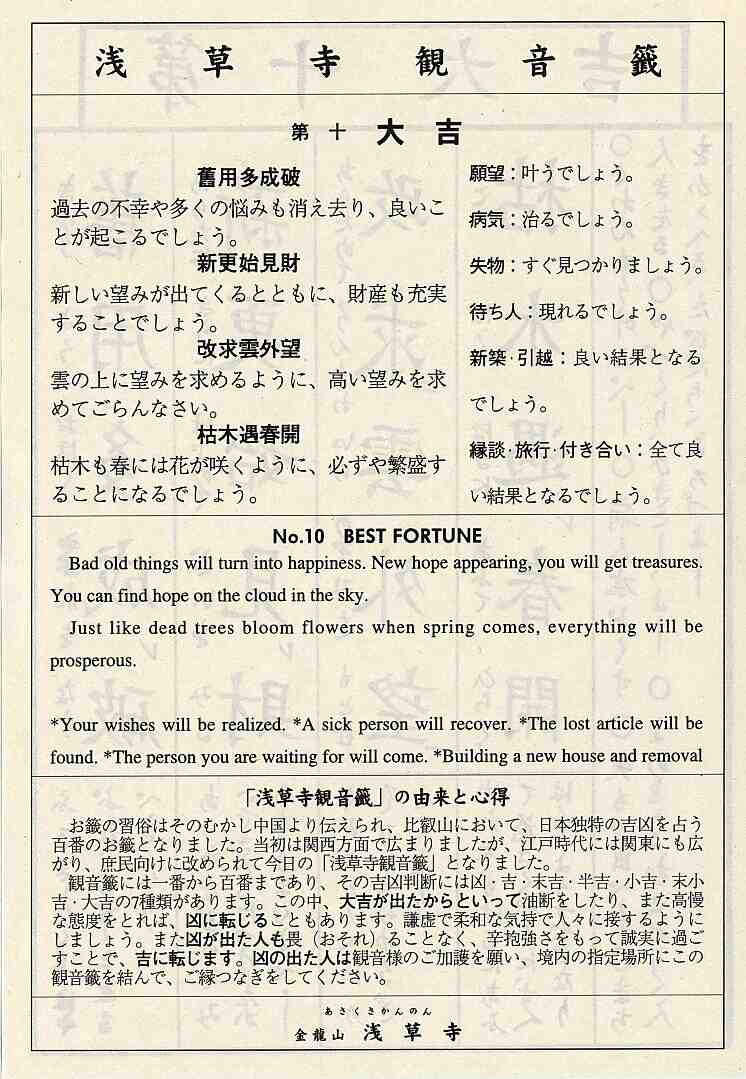 浅草寺観音籤
第十 大吉
舊用多成破
過去の不幸や多くの悩みも消え去り、良いこ
とが起こるでしょう。
新更始見財
新しい望みが出てくるとともに、財産も充実
することでしょう。
改求雲外望
雲の上に望みを求めるように、高い望みを求
めてごらんなさい。
枯木遇春開
枯木も春には花が咲くように、必ずや繁盛す
ることになるでしょう。
願望：叶うでしょう。
病気：治るでしょう。
失物：すぐ見つかりましょう。
待ち人：現れるでしょう。
新築・引越：良い結果となる
でしょう。
縁談・旅行・付き合い：全て良
い結果となるでしょう。
No.10 BEST FORTUNE
Bad old things will turn into happiness. New hope appearing, you will get treasures.
You can find hope on the cloud in the sky.
Just like dead trees bloom flowers when spring comes, everything will be
prosperous.
*Your wishes will be realized. *A sick person will recover. *The lost article will be
found. *The person you are waiting for will come. *Building a new house and removal
「浅草寺観音籤」の由来と心得
お籤の習俗はそのむかし中国より伝えられ、比叡山において、日本独特の吉凶を占う
百番のお籤となりました。当初は関西方面で広まりましたが、江戸時代には関東にも広
がり、庶民向けに改められて今日の「浅草寺観音籤」となりました。
観音籤には一番から百番まであり、その吉凶判断には凶・吉・末吉・半吉・小吉・末小
吉・大吉の7種類があります。この中、大吉が出たからといって油断をしたり、また高慢
な態度をとれば、凶に転じることもあります。謙虚で柔和な気持で人々に接するように
しましょう。また凶が出た人も畏（おそれ）ることなく、辛抱強さをもって誠実に過ご
すことで、吉に転じます。凶の出た人は観音様のご加護を願い、境内の指定場所にこの
観音籤を結んで、ご縁つなぎをしてください。
あさくさかんのん
金龍山 浅草寺